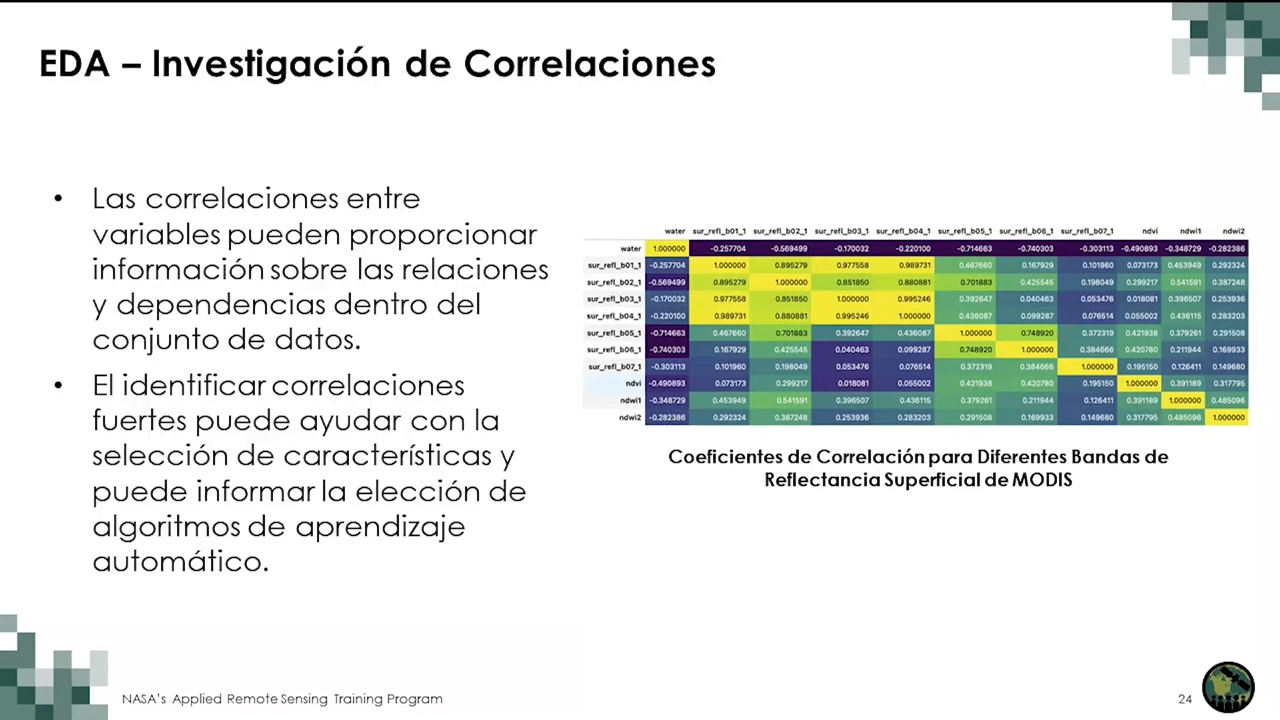 EDA – Investigación de Correlaciones
• Las correlaciones entre
variables pueden proporcionar
información sobre las relaciones
y dependencias dentro del
conjunto de datos.
• El identificar correlaciones
fuertes puede ayudar con la
selección de características y
puede informar la elección de
algoritmos de aprendizaje
automático.
water sur_refl_b01_1 sur_refl_b02_1 sur_refl_b03_1 sur_refl_b04_1 sur_refl_b05_1 sur_refl_b06_1 sur_refl_b07_1 ndvi ndwi1 ndwi2
water 1.000000 -0.257704 -0.569499 -0.170032 -0.220100 -0.714663 -0.740303 -0.303113 -0.490893 -0.348729 -0.282386
sur_refl_b01_1 -0.257704 1.000000 0.895279 0.977558 0.989731 0.467660 0.167929 0.101960 0.073173 0.453949 0.292324
sur_refl_b02_1 -0.569499 0.895279 1.000000 0.851850 0.880881 0.701883 0.425545 0.198049 0.299217 0.541591 0.387248
sur_refl_b03_1 -0.170032 0.977558 0.851850 1.000000 0.995246 0.392647 0.040463 0.053476 0.018081 0.396507 0.253936
sur_refl_b04_1 -0.220100 0.989731 0.880881 0.995246 1.000000 0.436087 0.099287 0.076514 0.055002 0.436115 0.283203
sur_refl_b05_1 -0.714663 0.467660 0.701883 0.392647 0.436087 1.000000 0.748920 0.372319 0.421938 0.379261 0.291508
sur_refl_b06_1 -0.740303 0.167929 0.425545 0.040463 0.099287 0.748920 1.000000 0.384666 0.420780 0.211944 0.169933
sur_refl_b07_1 -0.303113 0.101960 0.198049 0.053476 0.076514 0.372319 0.384666 1.000000 0.195150 0.126411 0.149680
ndvi -0.490893 0.073173 0.299217 0.018081 0.055002 0.421938 0.420780 0.195150 1.000000 0.391189 0.317795
ndwi1 -0.348729 0.453949 0.541591 0.396507 0.436115 0.379261 0.211944 0.126411 0.391189 1.000000 0.485096
ndwi2 -0.282386 0.292324 0.387248 0.253936 0.283203 0.291508 0.169933 0.149680 0.317795 0.485096 1.000000
Coeficientes de Correlación para Diferentes Bandas de
Reflectancia Superficial de MODIS
NASA's Applied Remote Sensing Training Program
24